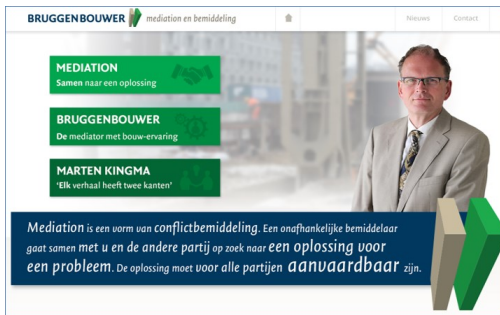 BRUGGENBOUWER mediation en bemiddeling
Nieuws Contact
MEDIATION
Samen naar een oplossing
BRUGGENBOUWER
De mediator met bouw-ervaring
MARTEN KINGMA
'Elk verhaal heeft twee kanten'
Mediation is een vorm van conflictbemiddeling. Een onafhankelijke bemiddelaar
gaat samen met u en de andere partij op zoek naar een oplossing voor
een probleem. De oplossing moet voor alle partijen aanvaardbaar zijn.